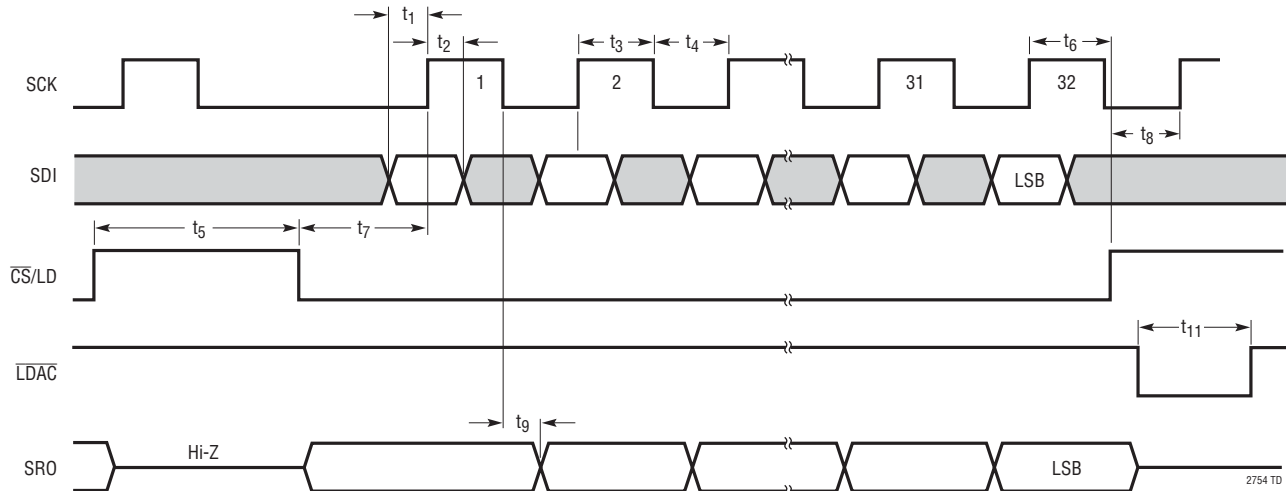 t1
t2
t3
t4
t6
SCK
1
2
31
32
t8
SDI
LSB
t5
t7
CS/LD
t11
LDAC
t9
Hi-Z
SRO
LSB
2754 TD